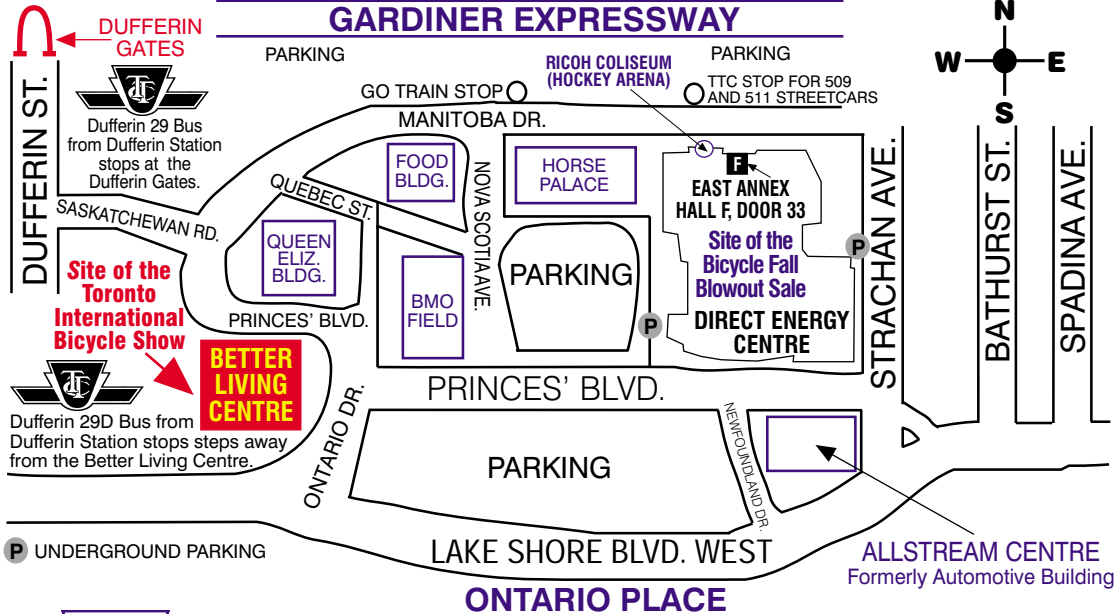 GARDINER EXPRESSWAY
DUFFERIN
GATES
PARKING
RICOH COLISEUM
(HOCKEY ARENA)
PARKING
N
W
E
S
GO TRAIN STOP
TTC STOP FOR 509
AND 511 STREETCARS
MANITOBA DR.
DUFFERIN ST.
TTC
Dufferin 29 Bus
from Dufferin Station
stops at the
Dufferin Gates.
SASKATCHEWAN RD.
QUEBEC ST.
FOOD
BLDG.
NOVA SCOTIA AVE.
HORSE
PALACE
F
EAST ANNEX
HALL F, DOOR 33
Site of the
Bicycle Fall
Blowout Sale
DIRECT ENERGY
CENTRE
P
P
STRACHAN AVE.
BATHURST ST.
SPADINA AVE.
QUEEN
ELIZ.
BLDG.
BMO
FIELD
PARKING
Site of the
Toronto
International
Bicycle Show
PRINCES' BLVD.
BETTER
LIVING
CENTRE
TTC
Dufferin 29D Bus from
Dufferin Station stops steps away
from the Better Living Centre.
ONTARIO DR.
PRINCES' BLVD.
PARKING
NEWFOUNDLAND DR.
P UNDERGROUND PARKING
LAKE SHORE BLVD. WEST
ALLSTREAM CENTRE
Formerly Automotive Building
ONTARIO PLACE